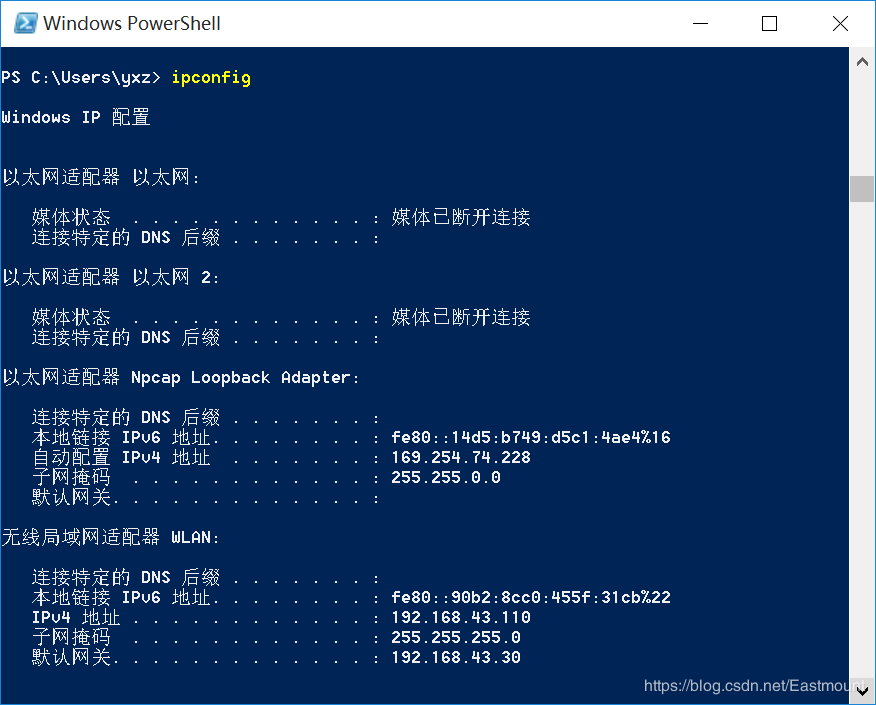 Windows PowerShell
PS C:\Users\yxz> ipconfig
Windows IP 配置
以太网适配器 以太网:
媒体状态 . . . . . . . . . . . . : 媒体已断开连接
连接特定的 DNS 后缀 . . . . . . . :
以太网适配器 以太网 2:
媒体状态 . . . . . . . . . . . . : 媒体已断开连接
连接特定的 DNS 后缀 . . . . . . . :
以太网适配器 Npcap Loopback Adapter:
连接特定的 DNS 后缀 . . . . . . . :
本地链接 IPv6 地址. . . . . . . . : fe80::14d5:b749:d5c1:4ae4%16
自动配置 IPv4 地址 . . . . . . . : 169.254.74.228
子网掩码 . . . . . . . . . . . . : 255.255.0.0
默认网关. . . . . . . . . . . . . :
无线局域网适配器 WLAN:
连接特定的 DNS 后缀 . . . . . . . :
本地链接 IPv6 地址. . . . . . . . : fe80::90b2:8cc0:455f:31cb%22
IPv4 地址 . . . . . . . . . . . . : 192.168.43.110
子网掩码 . . . . . . . . . . . . : 255.255.255.0
默认网关. . . . . . . . . . . . . : 192.168.43.30
https://blog.csdn.net/Eastmount